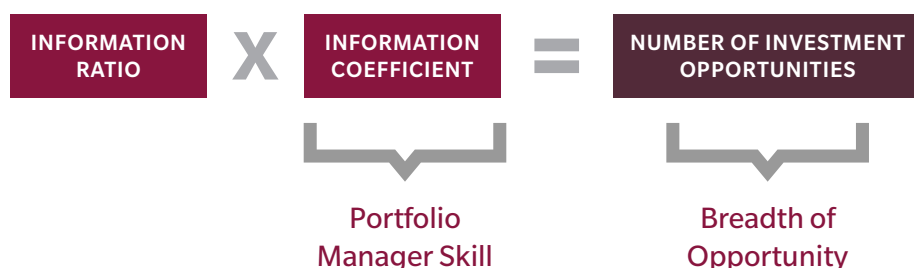 INFORMATION
RATIO
X
INFORMATION
COEFFICIENT
=
NUMBER OF INVESTMENT
OPPORTUNITIES
Portfolio
Manager Skill
Breadth of
Opportunity